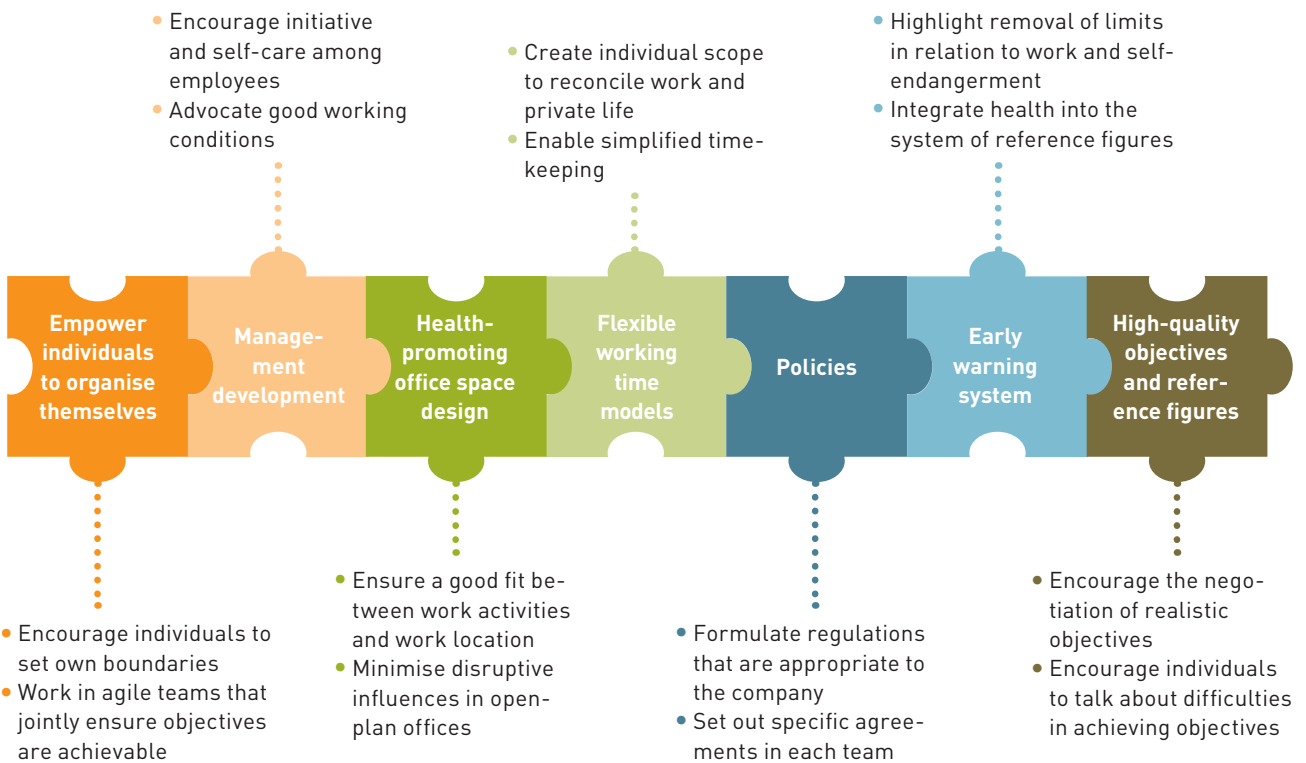 Encourage initiative
and self-care among
employees
Advocate good working
conditions
Create individual scope
to reconcile work and
private life
Enable simplified time-
keeping
Highlight removal of limits
in relation to work and self-
endangerment
Integrate health into the
system of reference figures
Empower
individuals
to organise
themselves
Manage-
ment
development
Health-
promoting
office space
design
Flexible
working
time
models
Policies
Early
warning
system
High-quality
objectives
and refer-
ence figures
Encourage individuals to
set own boundaries
Work in agile teams that
jointly ensure objectives
are achievable
Ensure a good fit be-
tween work activities
and work location
Minimise disruptive
influences in open-
plan offices
Formulate regulations
that are appropriate to
the company
Set out specific agree-
ments in each team
Encourage the nego-
tiation of realistic
objectives
Encourage individuals
to talk about difficulties
in achieving objectives